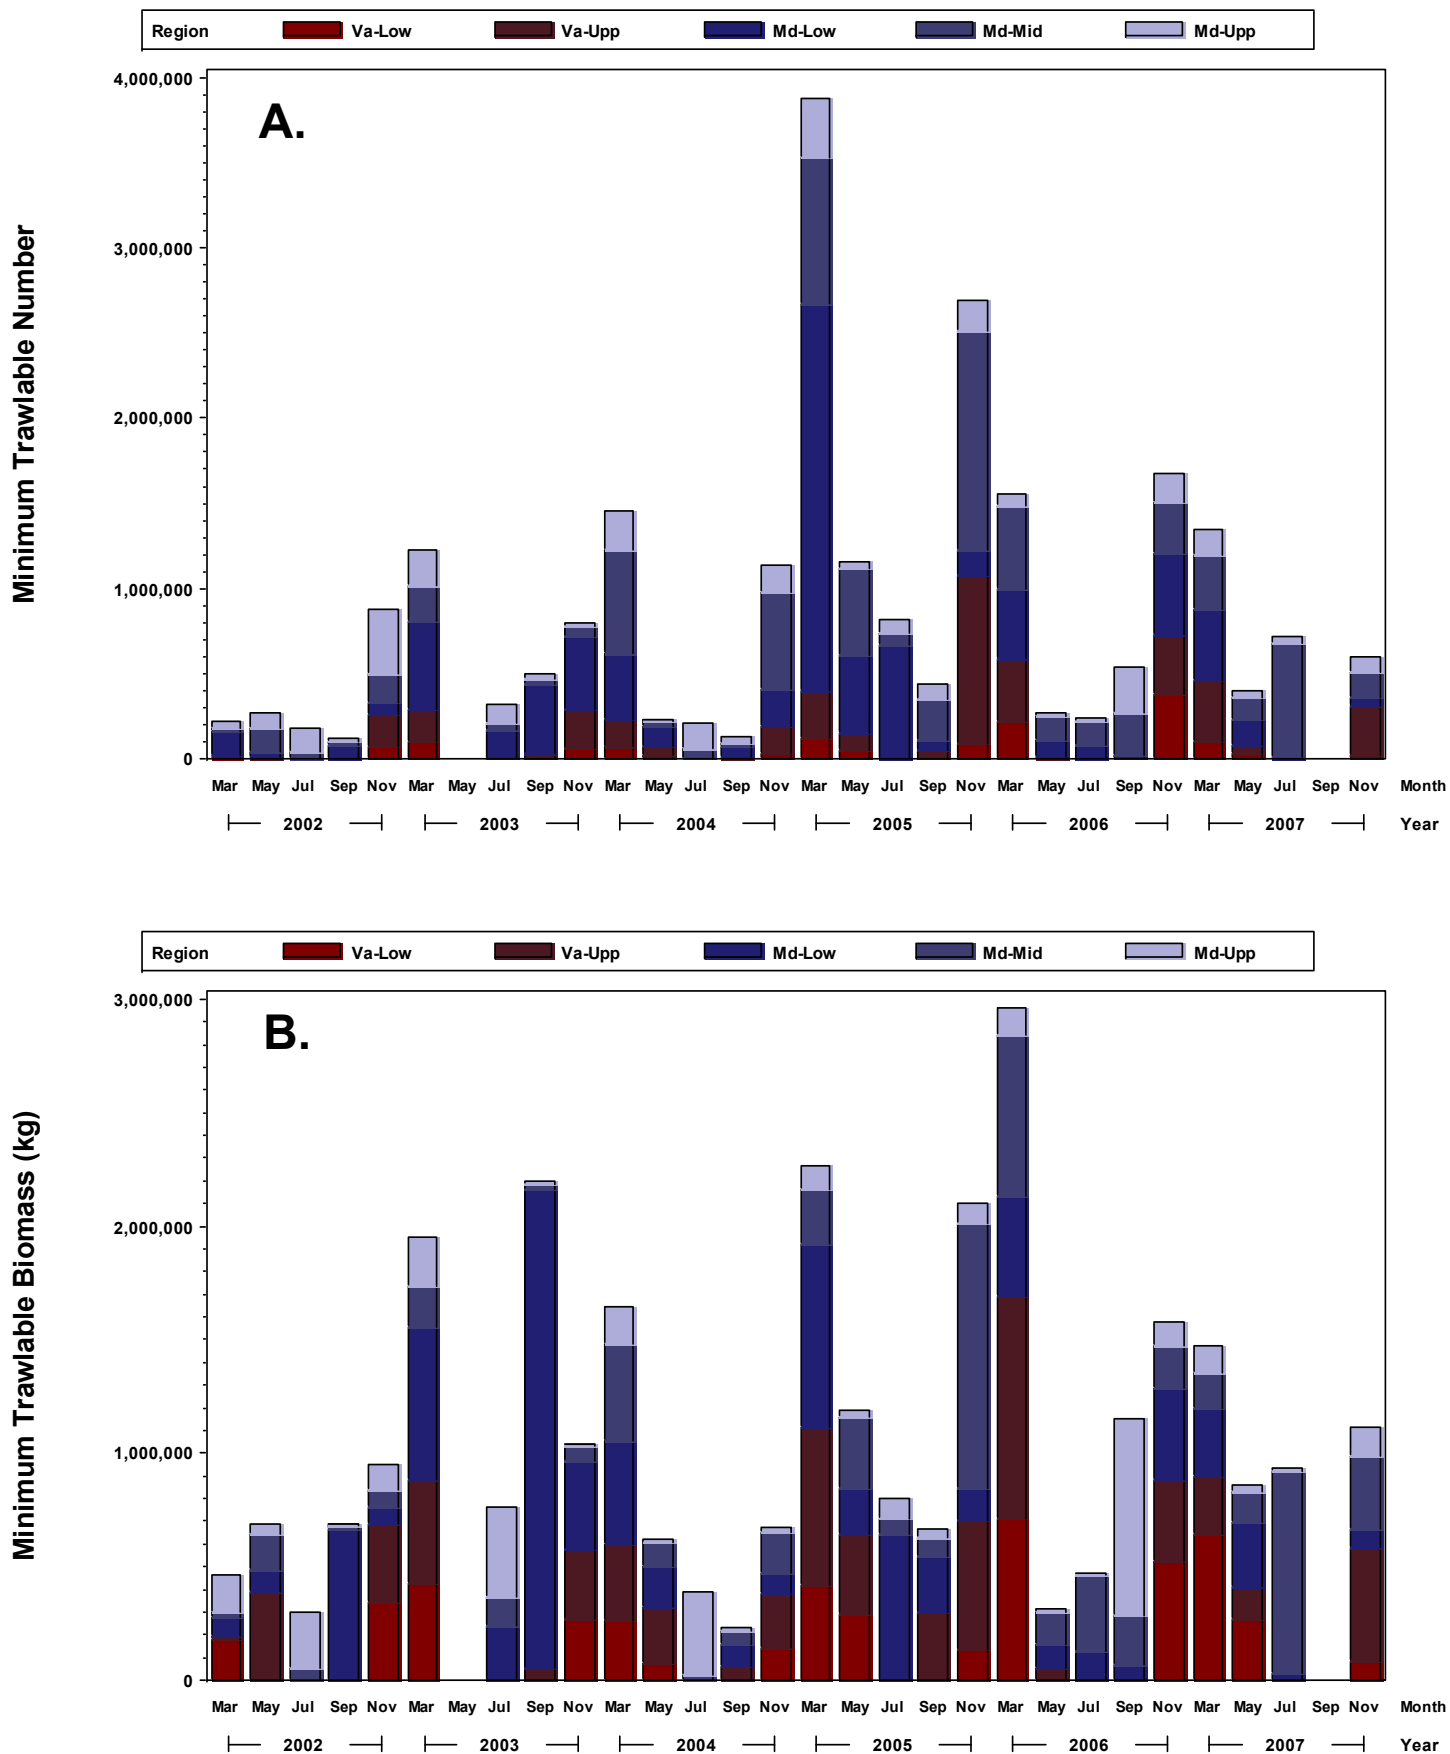 Region Va-Low Va-Upp Md-Low Md-Mid Md-Upp
A.
Minimum Trawlable Number
4,000,000
3,000,000
2,000,000
1,000,000
0
Mar May Jul Sep Nov Mar May Jul Sep Nov Mar May Jul Sep Nov Mar May Jul Sep Nov Mar May Jul Sep Nov Mar May Jul Sep Nov Month
2002 2003 2004 2005 2006 2007 Year
Region Va-Low Va-Upp Md-Low Md-Mid Md-Upp
B.
Minimum Trawlable Biomass (kg)
3,000,000
2,000,000
1,000,000
0
Mar May Jul Sep Nov Mar May Jul Sep Nov Mar May Jul Sep Nov Mar May Jul Sep Nov Mar May Jul Sep Nov Mar May Jul Sep Nov Month
2002 2003 2004 2005 2006 2007 Year